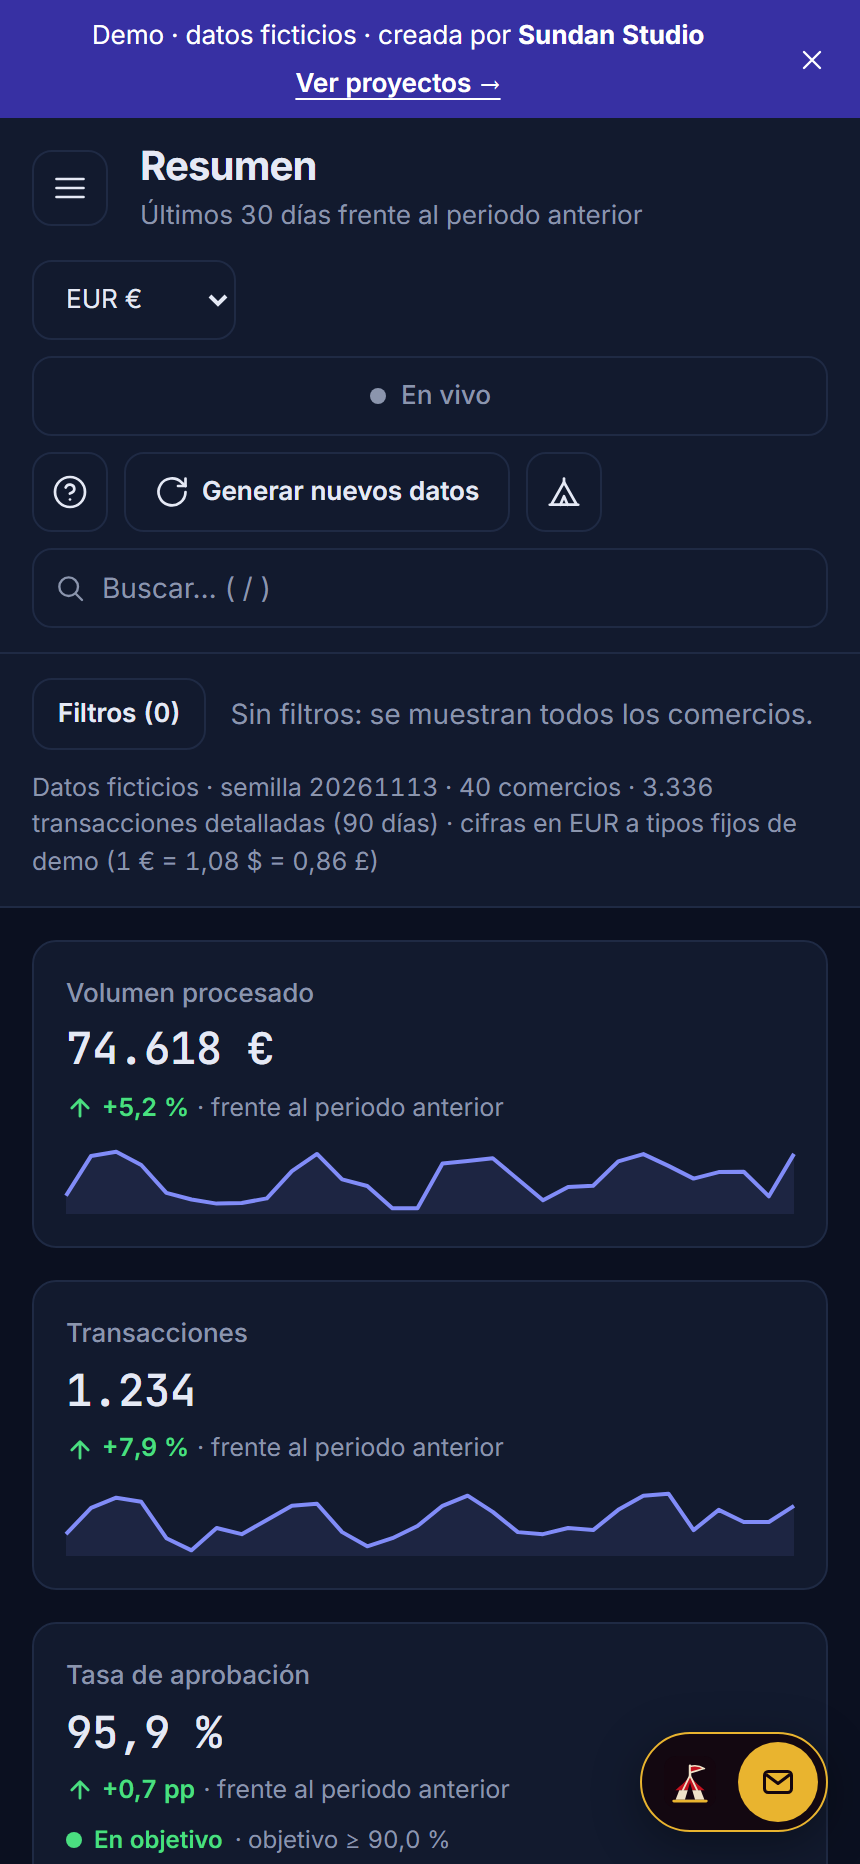 Demo · datos ficticios · creada por Sundan Studio
Ver proyectos →
Resumen
Últimos 30 días frente al periodo anterior
EUR €
En vivo
Generar nuevos datos
Buscar... ( / )
Filtros (0)
Sin filtros: se muestran todos los comercios.
Datos ficticios · semilla 20261113 · 40 comercios · 3.336
transacciones detalladas (90 días) · cifras en EUR a tipos fijos de
demo (1 € = 1,08 $ = 0,86 £)
Volumen procesado
74.618 €
↑ +5,2 % · frente al periodo anterior
Transacciones
1.234
↑ +7,9 % · frente al periodo anterior
Tasa de aprobación
95,9 %
↑ +0,7 pp · frente al periodo anterior
En objetivo · objetivo ≥ 90,0 %